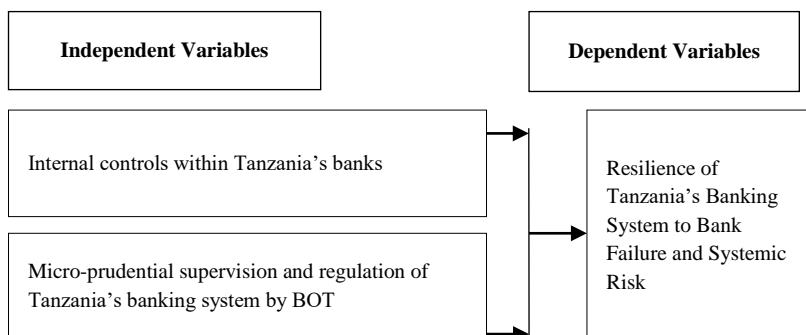 Independent Variables
Dependent Variables
Internal controls within Tanzania’s banks
Micro-prudential supervision and regulation of
Tanzania’s banking system by BOT
Resilience of
Tanzania’s Banking
System to Bank
Failure and Systemic
Risk